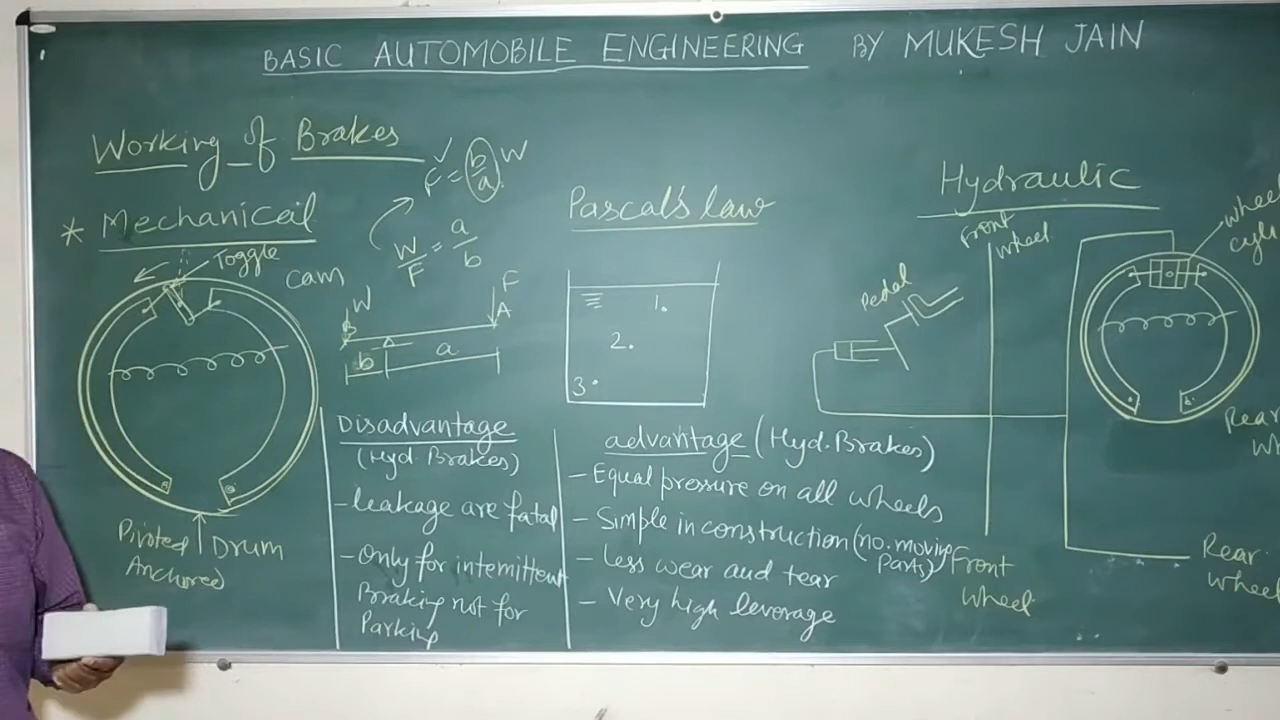 BASIC AUTOMOBILE ENGINEERING BY MUKESH JAIN
Working of Brakes
* Mechanical
Toggle
cam
Pivoted
Anchored
Drum
F = b/a W
W/F = a/b
W
F
B
A
b
a
Pascal's law
1.
2.
3.
Hydraulic
Front
wheel
Pedal
wheel
Rear
Front
Wheel
Rear
wheel
Disadvantage
(Hyd Brakes)
- leakage are fatal
- Only for intemittent
Braking not for
Parking
advantage (Hyd. Brakes)
- Equal pressure on all wheels
- Simple in construction (no. moving
Parts)
- Less wear and tear
- Very high leverage